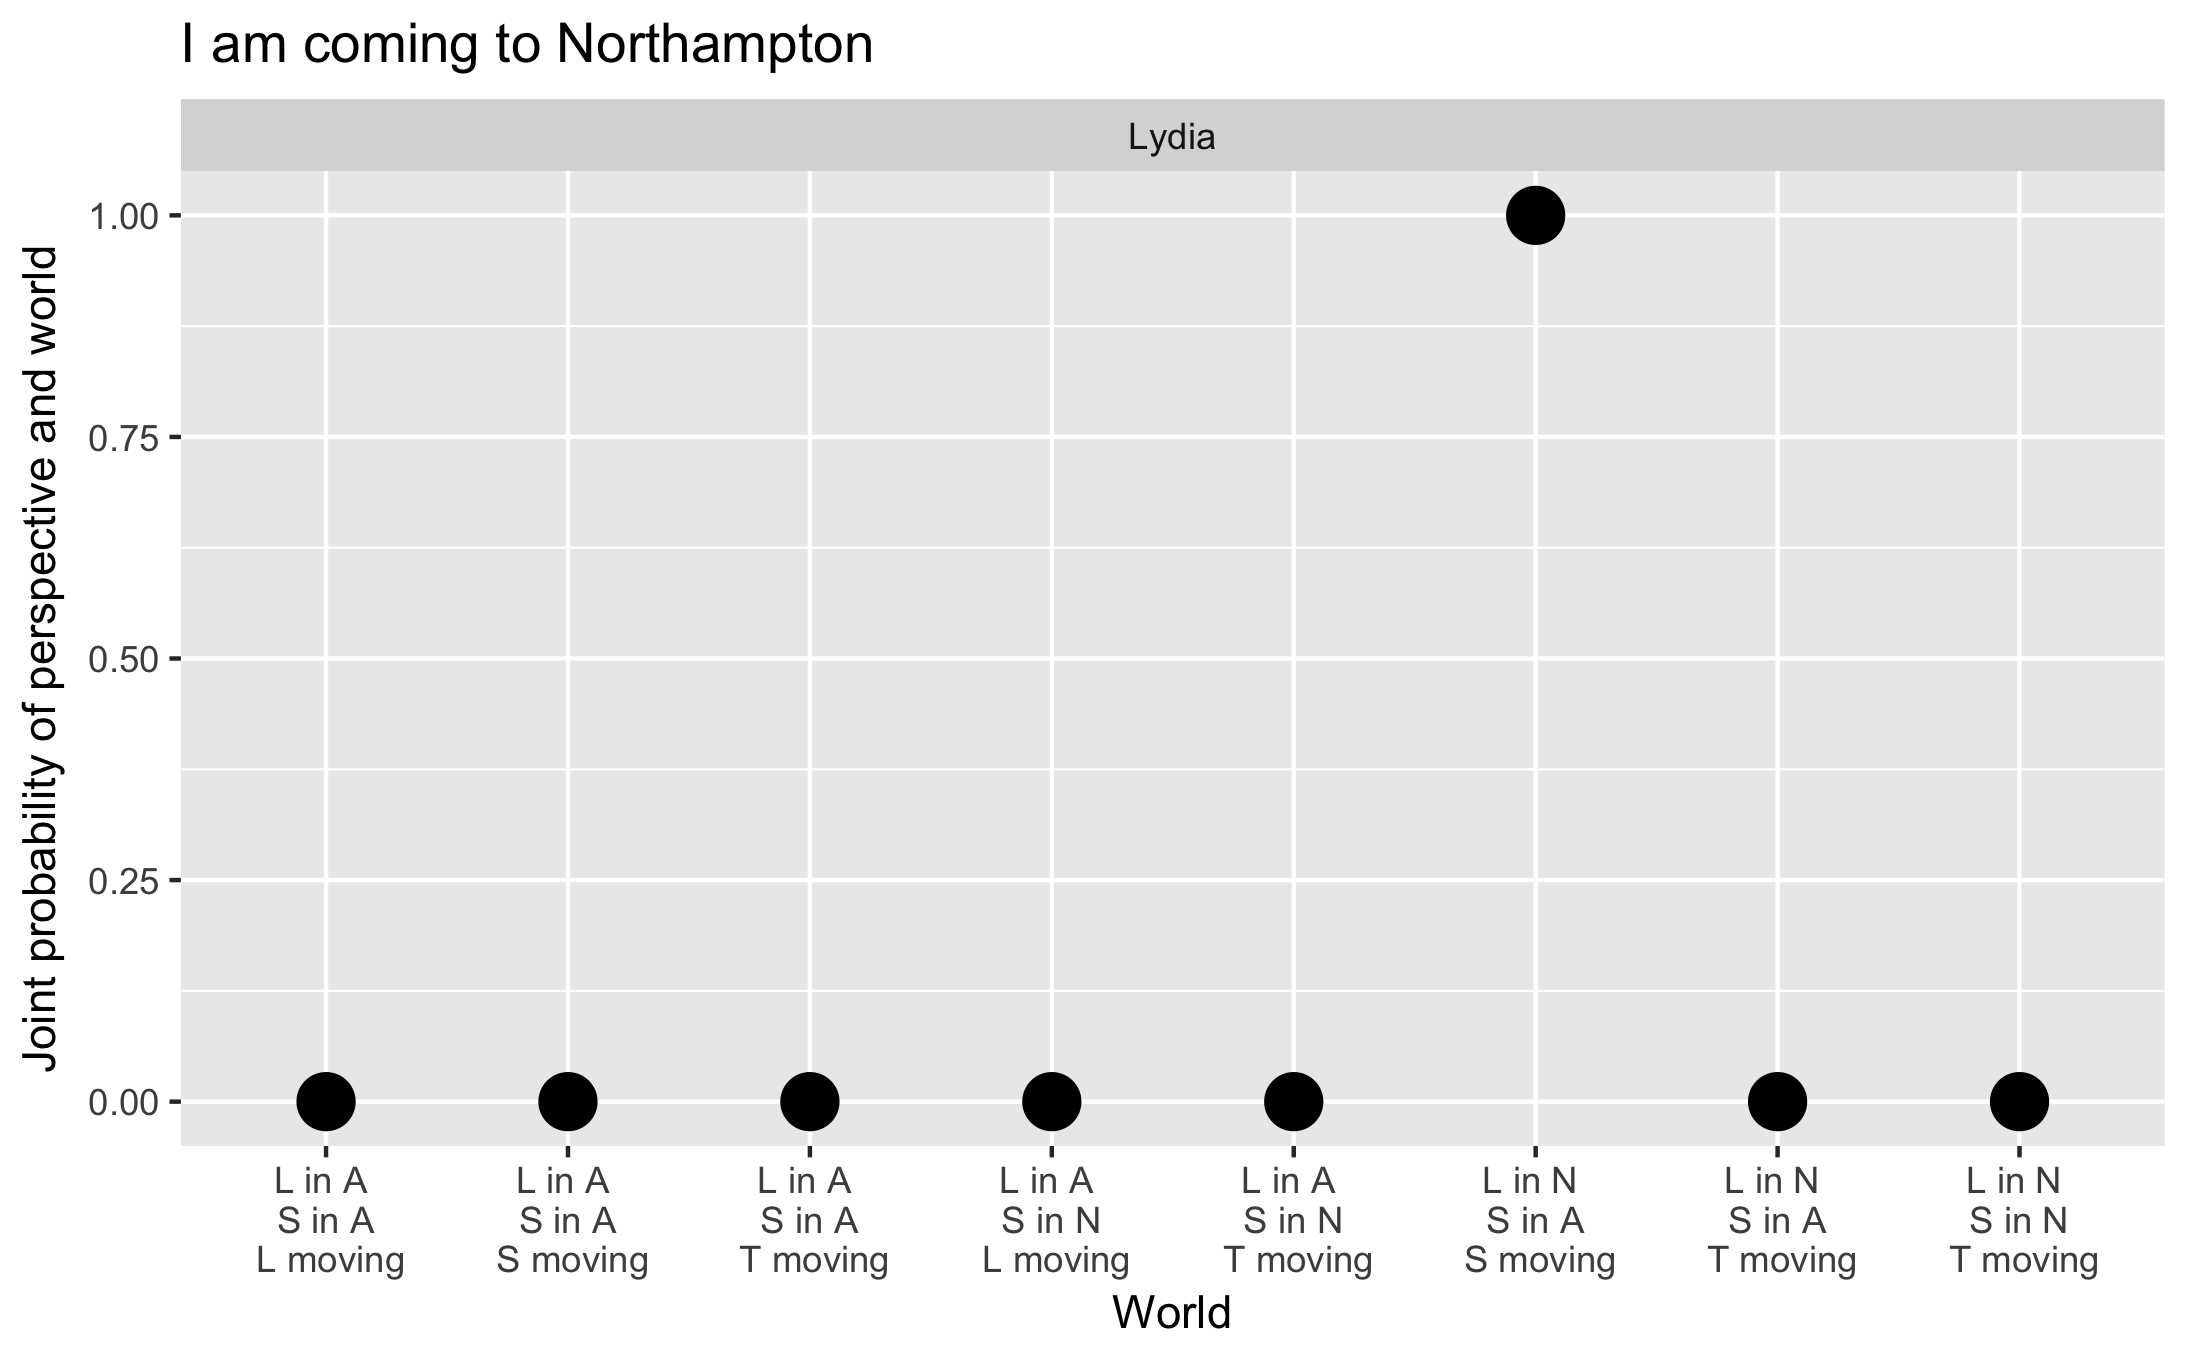 I am coming to Northampton
Lydia
Joint probability of perspective and world
1.00
0.75
0.50
0.25
0.00
L in A
S in A
L moving
L in A
S in A
S moving
L in A
S in A
T moving
L in A
S in N
L moving
L in A
S in N
T moving
L in N
S in A
S moving
L in N
S in A
T moving
L in N
S in N
T moving
World